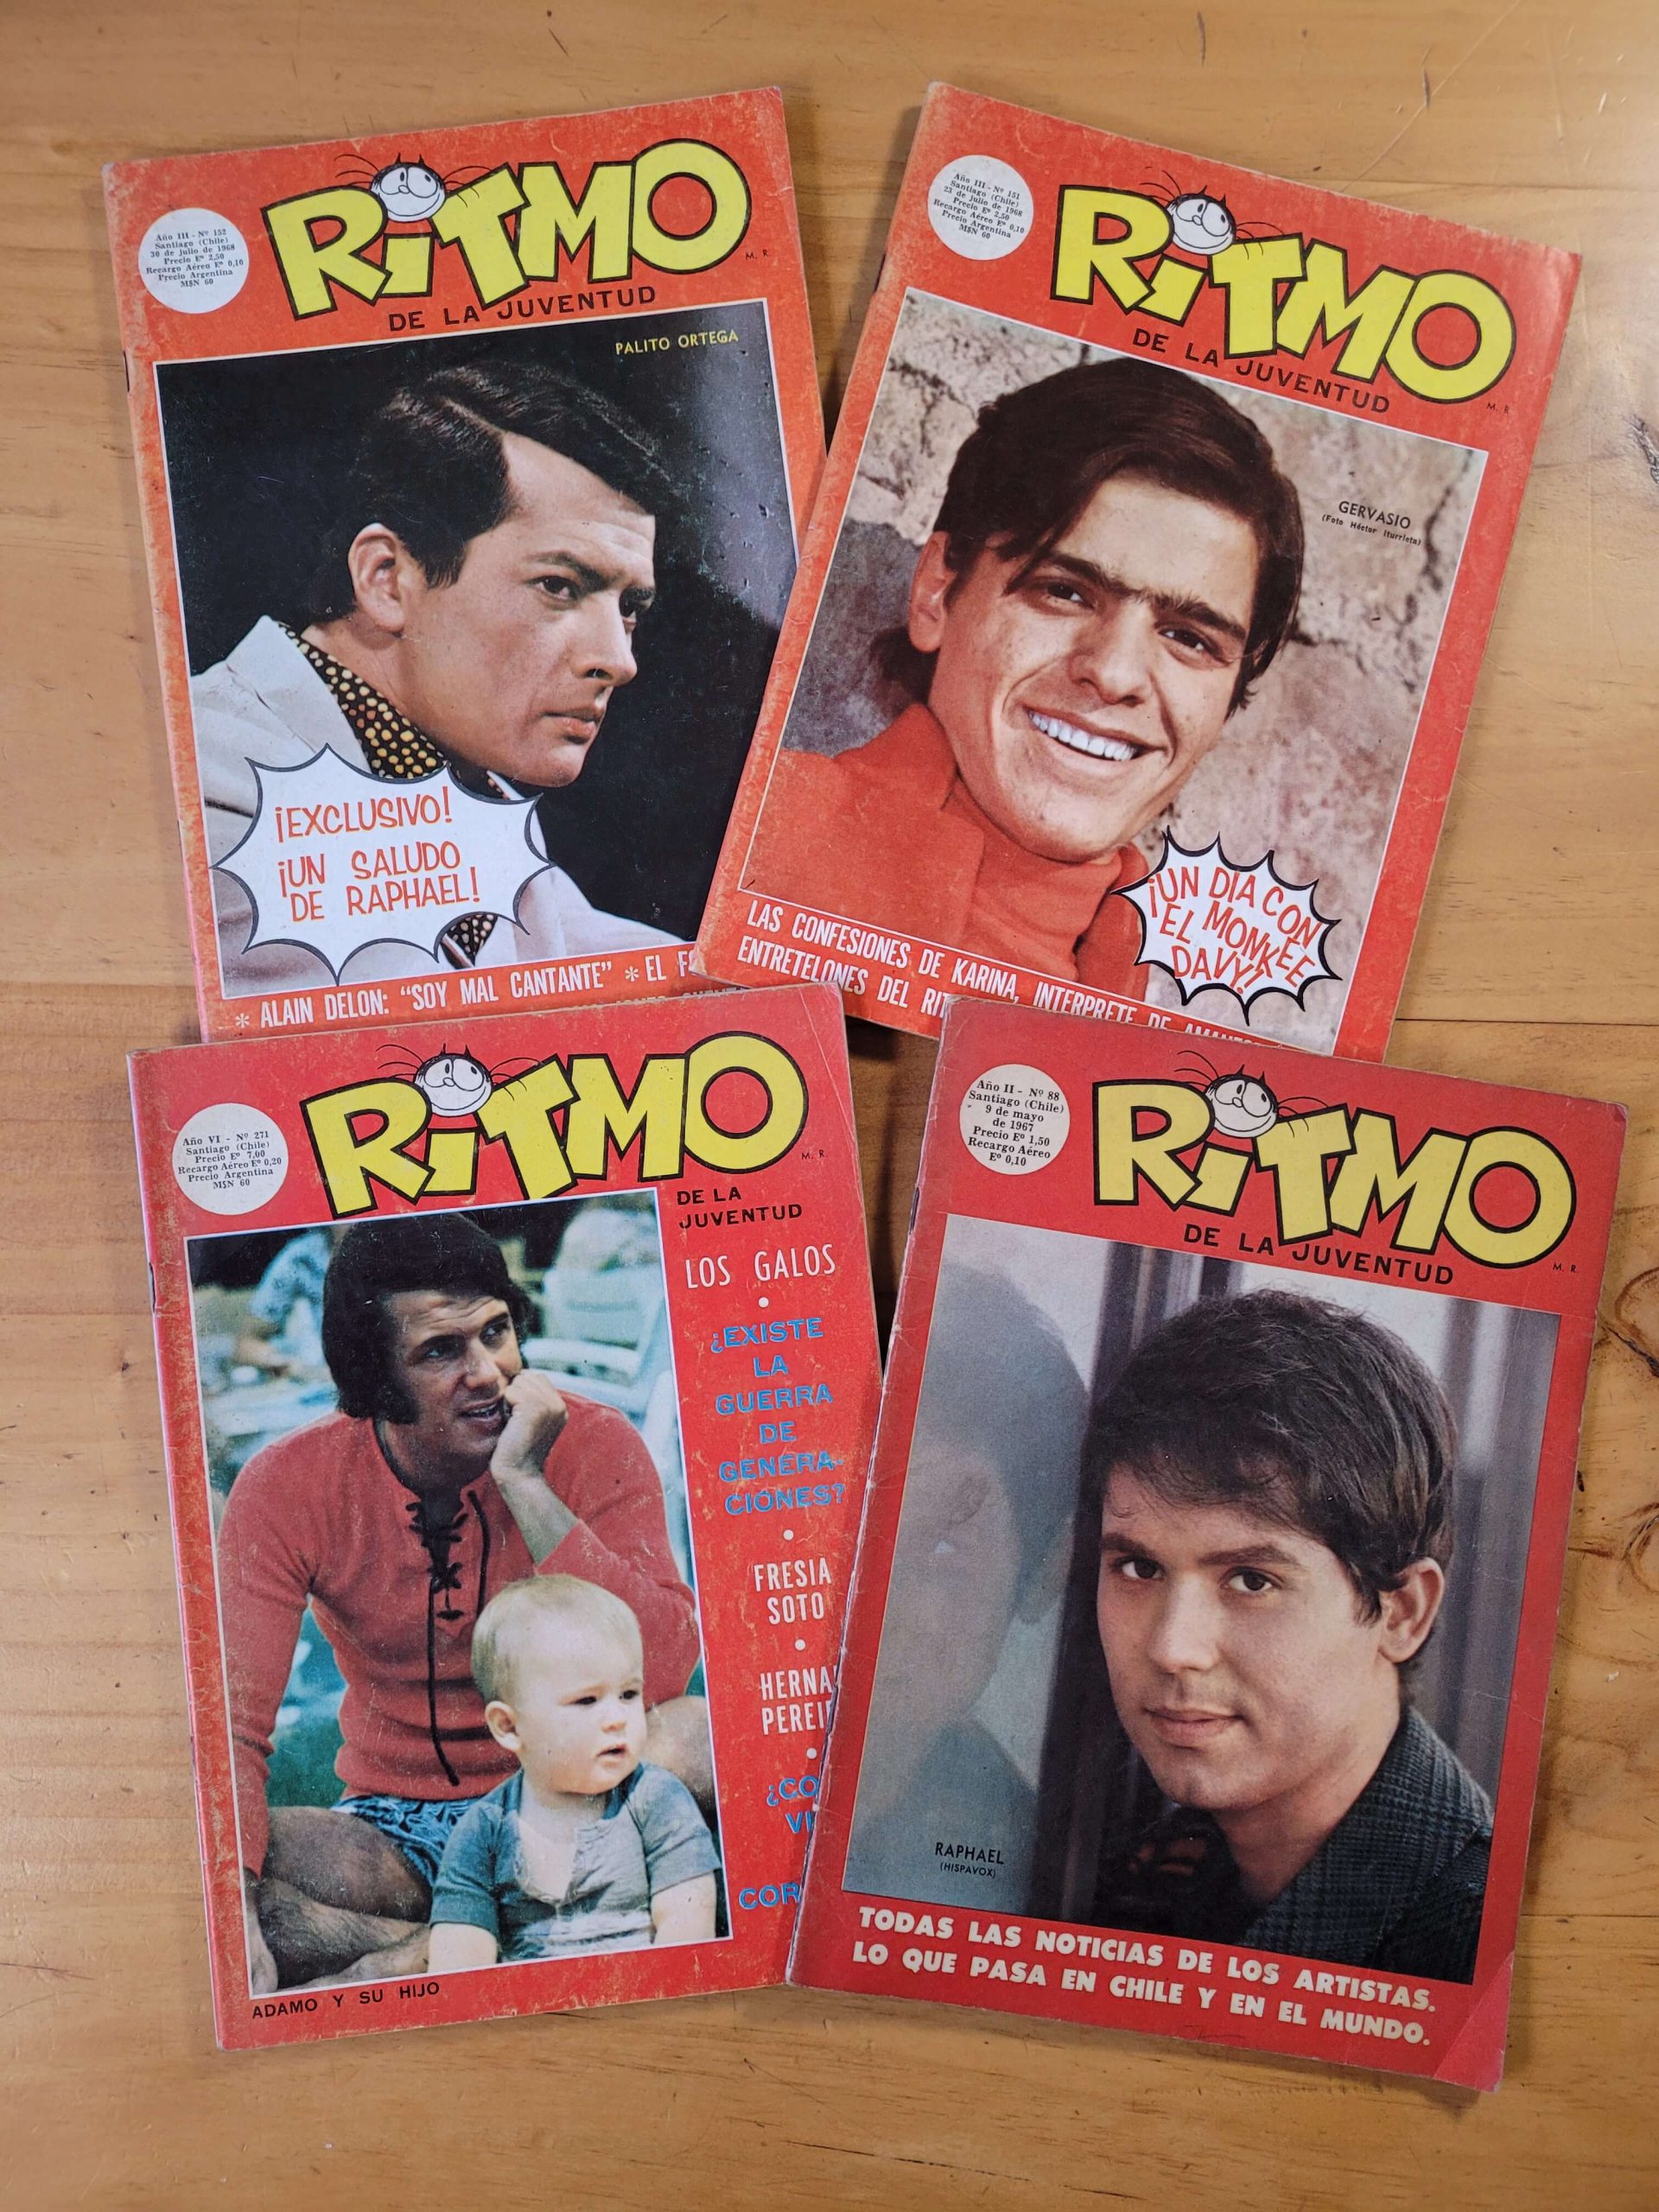 Año III - Nº 152
Santiago (Chile)
30 de julio de 1968
Precio Eº 2,50
Recargo Aéreo Eº 0,10
Precio Argentina
M$N 60
RiTMO
M. R.
DE LA JUVENTUD
PALITO ORTEGA
¡EXCLUSIVO!
¡UN SALUDO
DE RAPHAEL!
* ALAIN DELON: "SOY MAL CANTANTE" * EL
Año III - Nº 151
Santiago (Chile)
23 de julio de 1968
Precio Eº 2,50
Recargo Aéreo Eº 0,10
Precio Argentina
M$N 60
RiTMO
M. R.
DE LA JUVENTUD
GERVASIO
(Foto Héctor Iturrieta)
¡UN DIA CON
EL MONKEE
DAVY!
LAS CONFESIONES DE KARINA, INTERPRETE DE
ENTRETELONES DEL
Año VI - Nº 271
Santiago (Chile)
Precio Eº 7,00
Recargo Aéreo Eº 0,20
Precio Argentina
M$N 60
RiTMO
M. R.
DE LA
JUVENTUD
LOS GALOS
•
¿EXISTE
LA
GUERRA
DE
GENERA-
CIONES?
•
FRESIA
SOTO
•
HERNA
PEREI
•
¿CO
VI
COR
ADAMO Y SU HIJO
Año II - Nº 88
Santiago (Chile)
9 de mayo
de 1967
Precio Eº 1,50
Recargo Aéreo
Eº 0,10
RiTMO
M. R.
DE LA JUVENTUD
RAPHAEL
(HISPAVOX)
TODAS LAS NOTICIAS DE LOS ARTISTAS.
LO QUE PASA EN CHILE Y EN EL MUNDO.